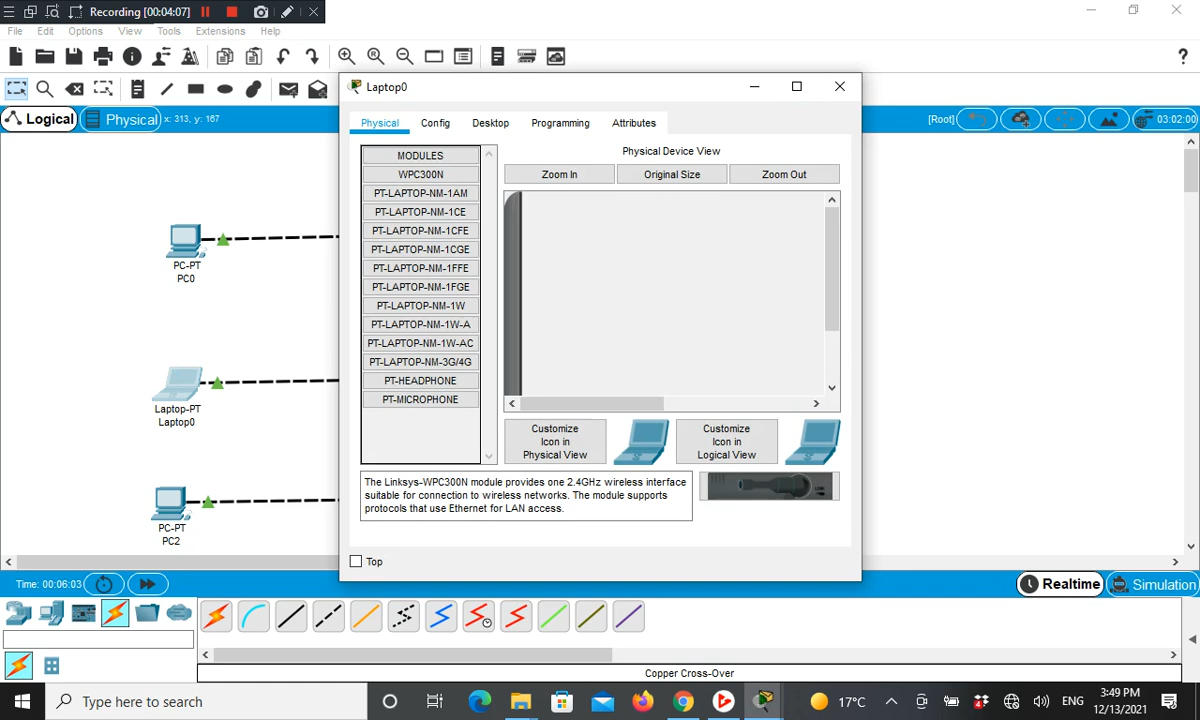 Recording [00:04:07]
File Edit Options View Tools Extensions Help
Laptop0
Logical
Physical x: 313, y: 167
[Root]
03:02:00
Physical Config Desktop Programming Attributes
MODULES
WPC300N
PT-LAPTOP-NM-1AM
PT-LAPTOP-NM-1CE
PT-LAPTOP-NM-1CFE
PT-LAPTOP-NM-1CGE
PT-LAPTOP-NM-1FFE
PT-LAPTOP-NM-1FGE
PT-LAPTOP-NM-1W
PT-LAPTOP-NM-1W-A
PT-LAPTOP-NM-1W-AC
PT-LAPTOP-NM-3G/4G
PT-HEADPHONE
PT-MICROPHONE
Physical Device View
Zoom In Original Size Zoom Out
Customize
Icon in
Physical View
Customize
Icon in
Logical View
The Linksys-WPC300N module provides one 2.4GHz wireless interface
suitable for connection to wireless networks. The module supports
protocols that use Ethernet for LAN access.
Top
PC-PT
PC0
Laptop-PT
Laptop0
PC-PT
PC2
Time: 00:06:03
Realtime
Simulation
Copper Cross-Over
Type here to search
17°C
ENG
3:49 PM
12/13/2021